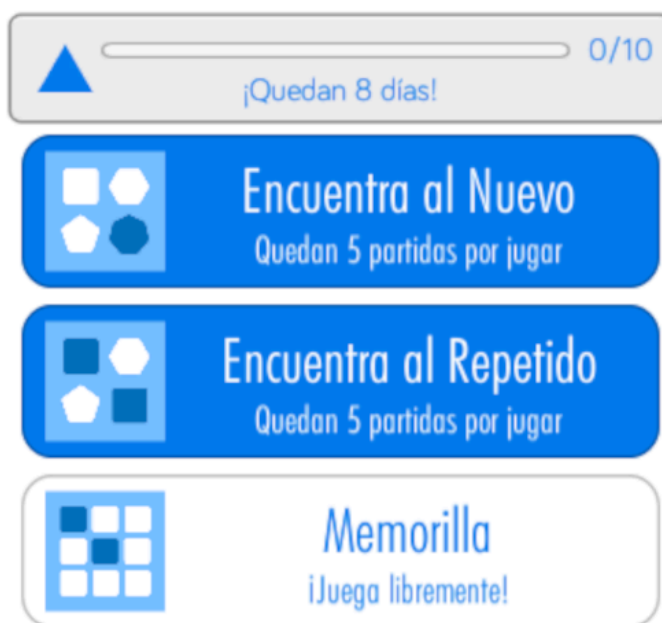 0/10
¡Quedan 8 días!
Encuentra al Nuevo
Quedan 5 partidas por jugar
Encuentra al Repetido
Quedan 5 partidas por jugar
Memorilla
¡Juega libremente!